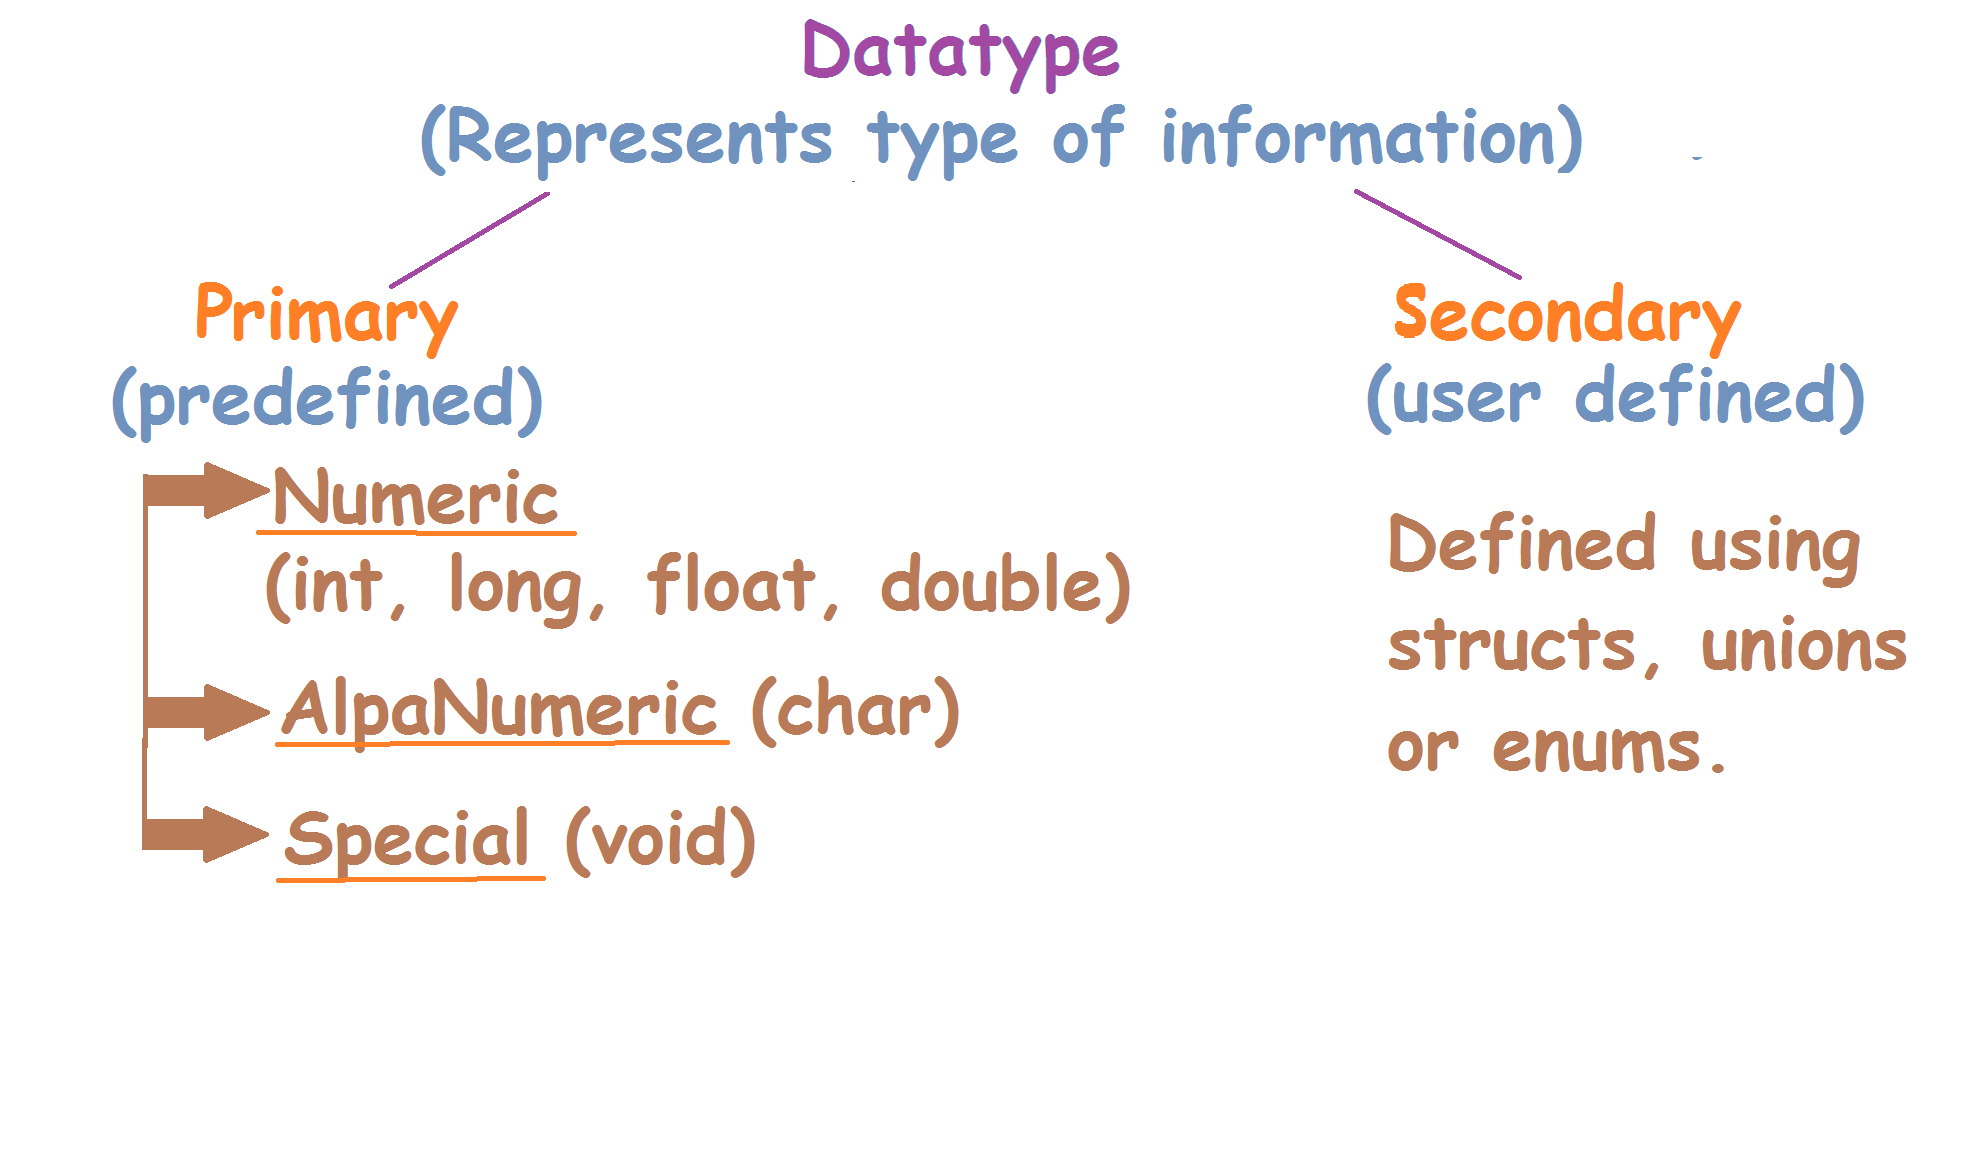 Datatype
(Represents type of information)
Primary
(predefined)
Numeric
(int, long, float, double)
AlpaNumeric (char)
Special (void)
Secondary
(user defined)
Defined using
structs, unions
or enums.